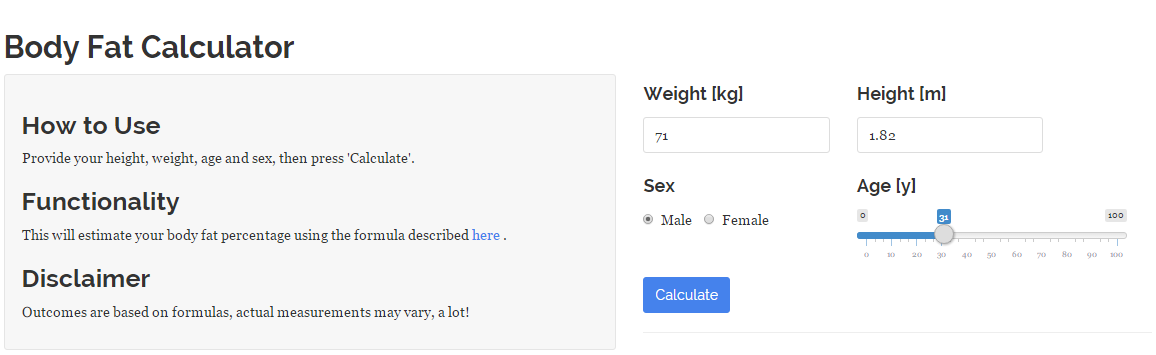 Body Fat Calculator
How to Use
Provide your height, weight, age and sex, then press 'Calculate'.
Functionality
This will estimate your body fat percentage using the formula described here .
Disclaimer
Outcomes are based on formulas, actual measurements may vary, a lot!
Weight [kg]
Height [m]
71
1.82
Sex
Age [y]
Male Female
0 31 100
0 10 20 30 40 50 60 70 80 90 100
Calculate